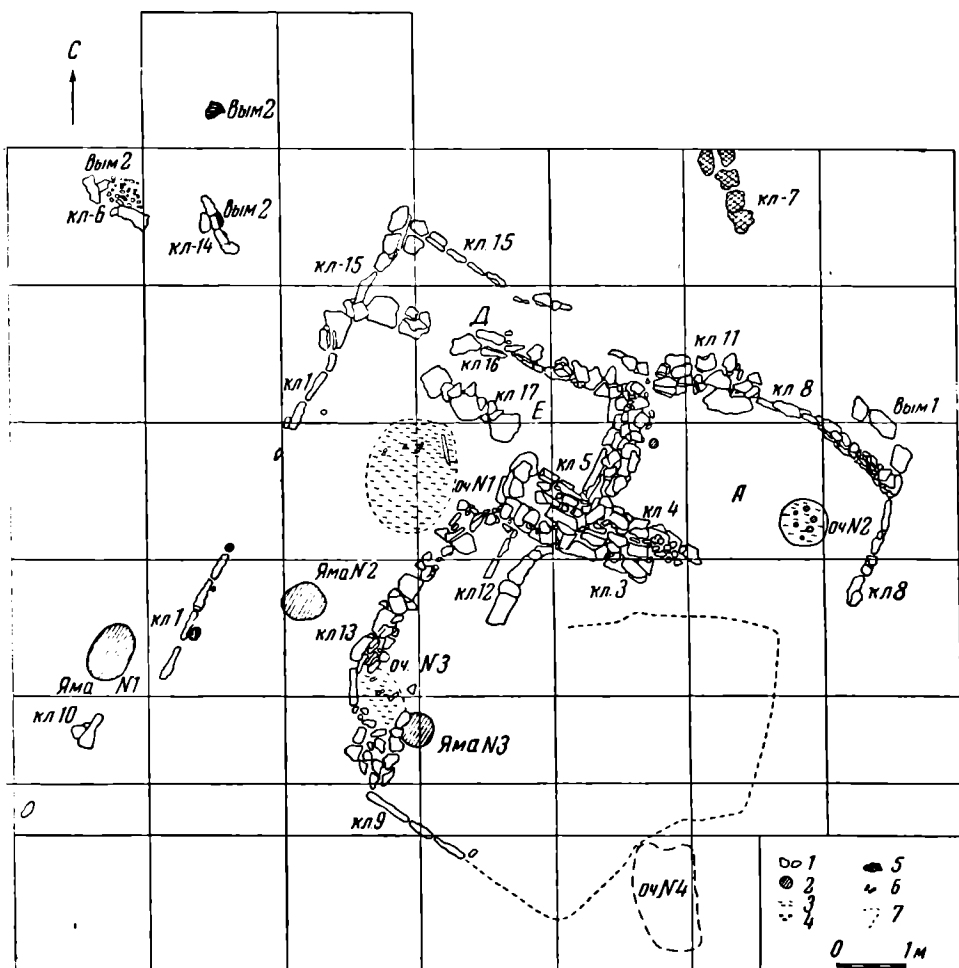 С
Вым 2
Вым 2
кл-6
Вым 2
кл-14
кл-7
кл-15
кл 15
Д
кл 16
кл 11
кл 8
кл 1
кл 17
Е
Вым 1
кл 5
оч N1
кл 4
А
оч N2
кл 12
кл. 3
кл 8
Яма N2
кл 1
кл 13
оч. N3
Яма N1
кл 10
Яма N3
кл 9
оч N4
1 5
2 6
3 7
4
0 1 м